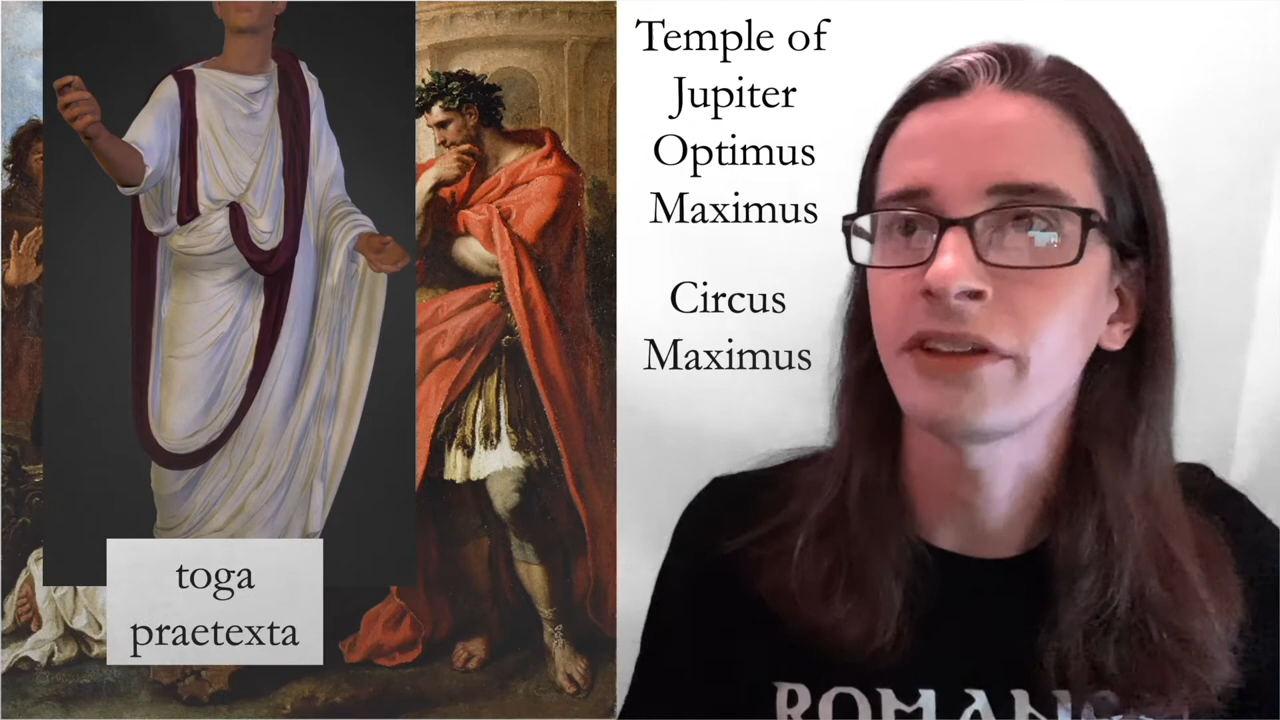 Temple of
Jupiter
Optimus
Maximus
Circus
Maximus
toga
praetexta